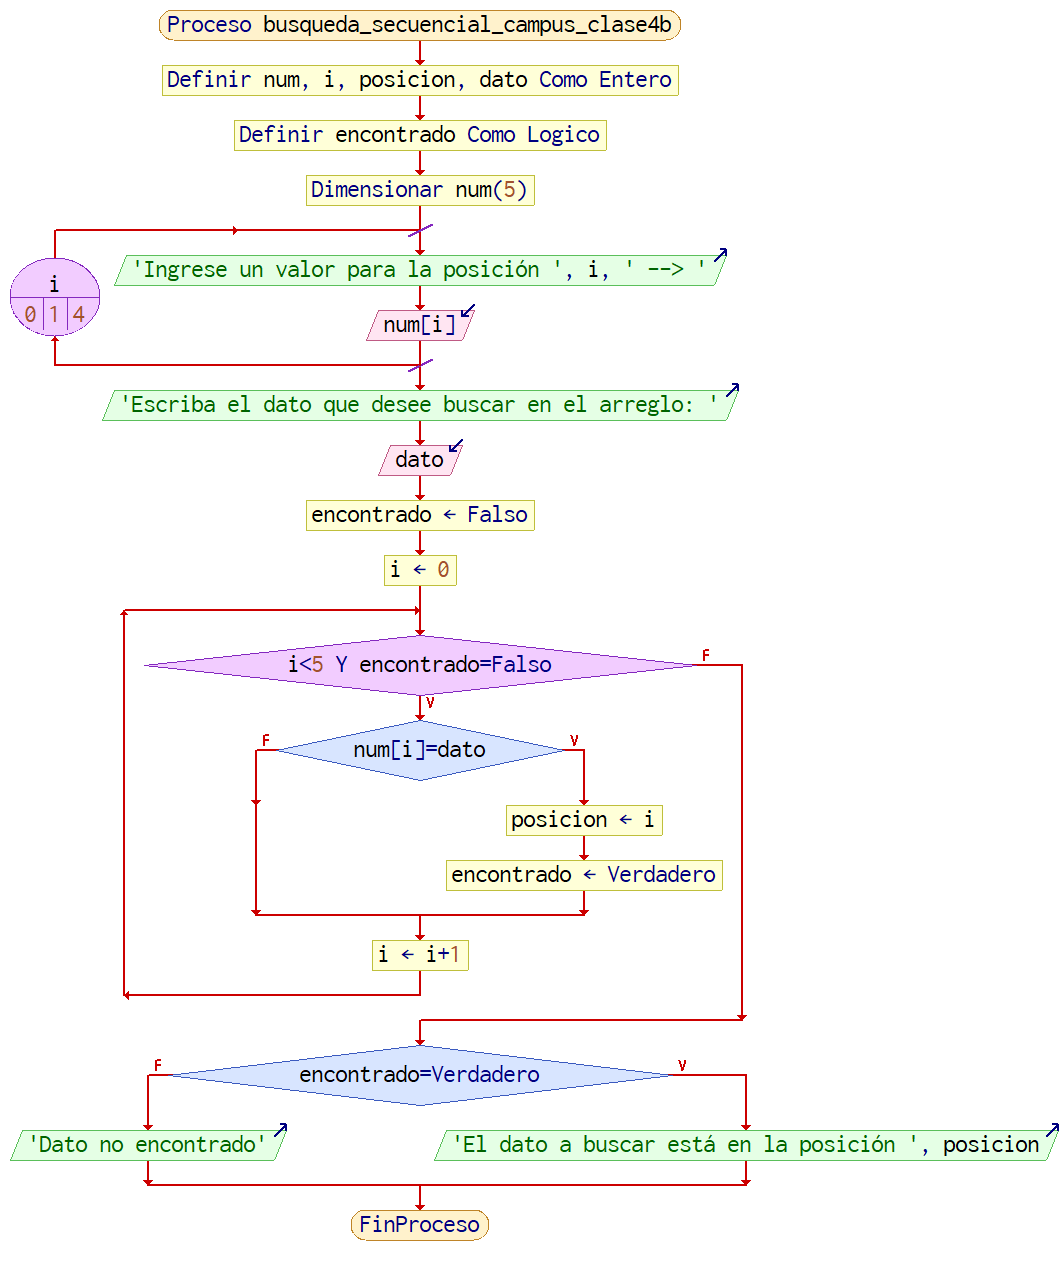 Proceso busqueda_secuencial_campus_clase4b
Definir num, i, posicion, dato Como Entero
Definir encontrado Como Logico
Dimensionar num(5)
i
0 1 4
'Ingrese un valor para la posición ', i, ' --> '
num[i]
'Escriba el dato que desee buscar en el arreglo: '
dato
encontrado ← Falso
i ← 0
i<5 Y encontrado=Falso
F
V
num[i]=dato
F
V
posicion ← i
encontrado ← Verdadero
i ← i+1
encontrado=Verdadero
F
V
'Dato no encontrado'
'El dato a buscar está en la posición ', posicion
FinProceso